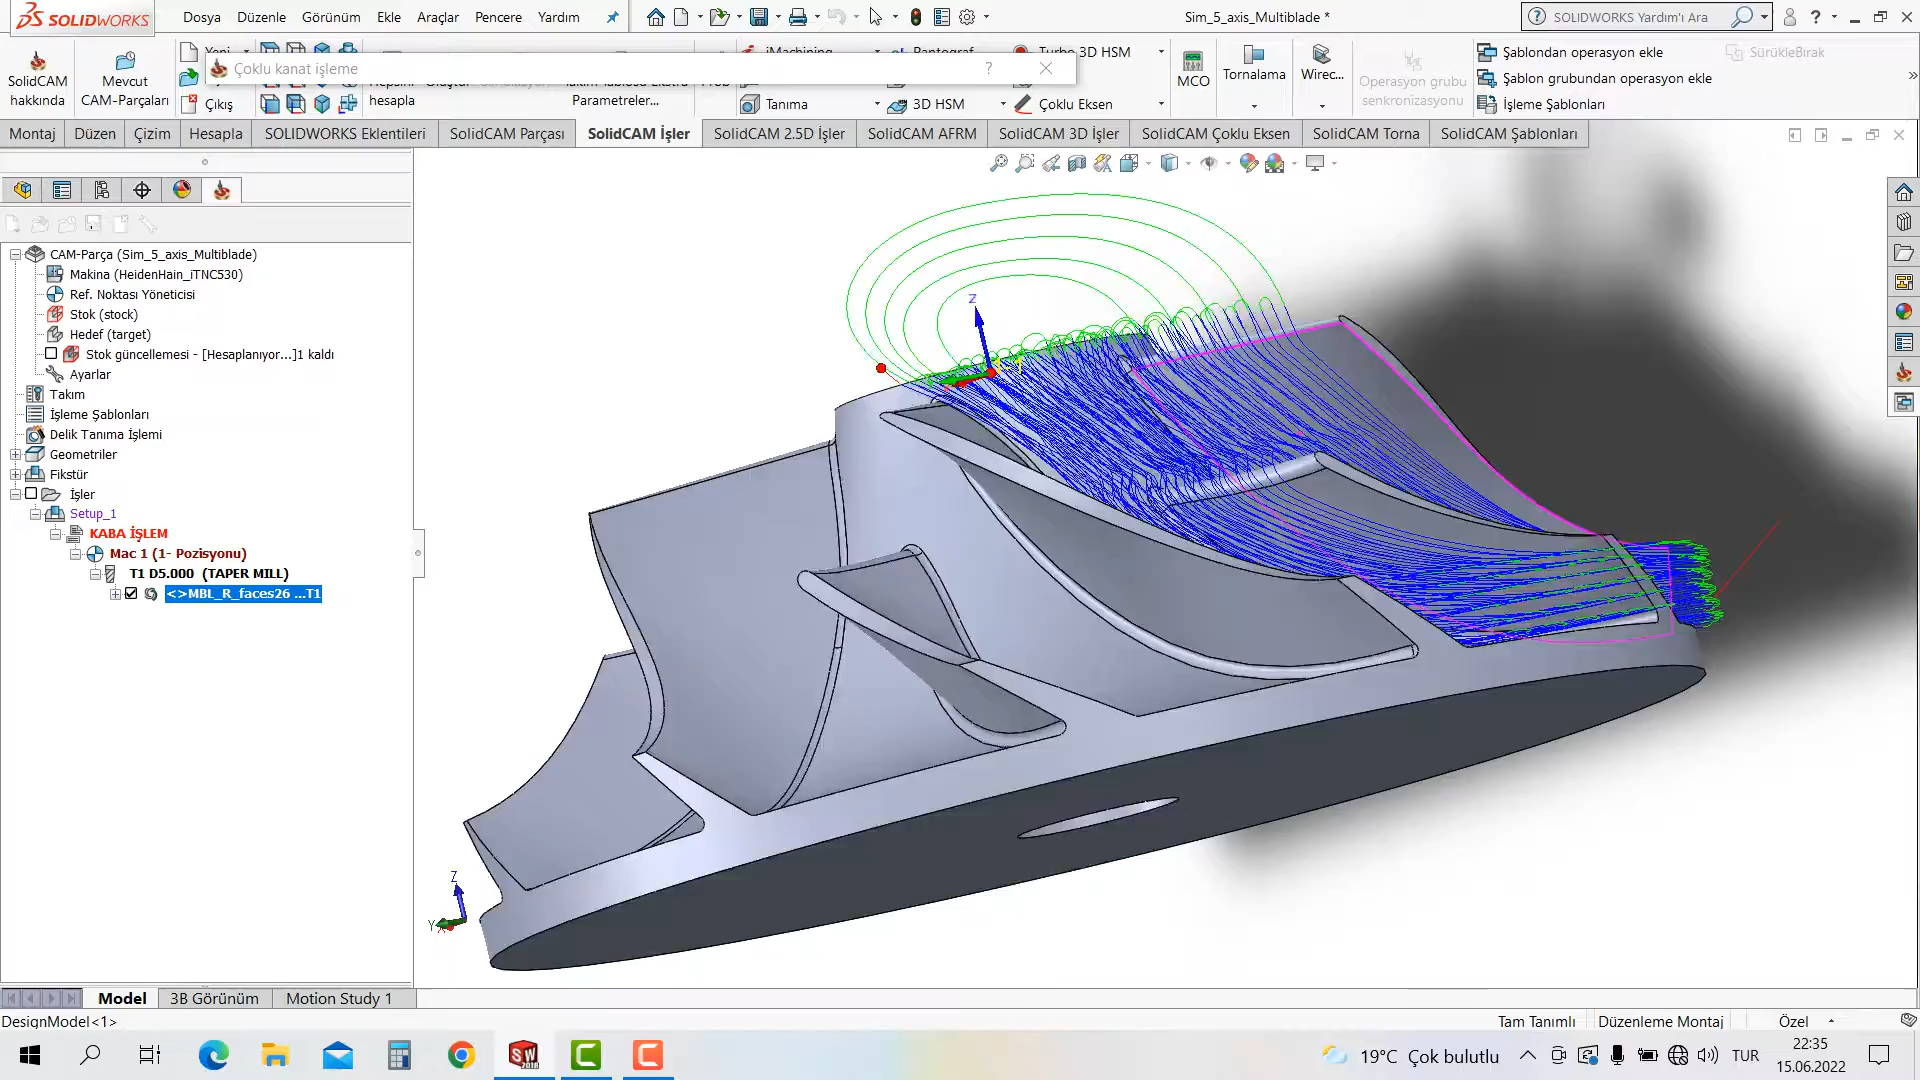 SOLIDWORKS
Dosya Düzenle Görünüm Ekle Araçlar Pencere Yardım
Sim_5_axis_Multiblade *
SOLIDWORKS Yardım'ı Ara
SolidCAM hakkında
Mevcut CAM-Parçaları
Yeni
Çıkış
Çoklu kanat işleme
?
hesapla
Parametreler...
iMachining
Pantograf
Turbo 3D HSM
Tanıma
3D HSM
Çoklu Eksen
MCO
Tornalama
Wirec...
Operasyon grubu senkronizasyonu
Şablondan operasyon ekle
Şablon grubundan operasyon ekle
İşleme Şablonları
SürükleBırak
Montaj Düzen Çizim Hesapla SOLIDWORKS Eklentileri SolidCAM Parçası SolidCAM İşler SolidCAM 2.5D İşler SolidCAM AFRM SolidCAM 3D İşler SolidCAM Çoklu Eksen SolidCAM Torna SolidCAM Şablonları
CAM-Parça (Sim_5_axis_Multiblade)
Makina (HeidenHain_iTNC530)
Ref. Noktası Yöneticisi
Stok (stock)
Hedef (target)
Stok güncellemesi - [Hesaplanıyor...]1 kaldı
Ayarlar
Takım
İşleme Şablonları
Delik Tanıma İşlemi
Geometriler
Fikstür
İşler
Setup_1
KABA İŞLEM
Mac 1 (1- Pozisyonu)
T1 D5.000 (TAPER MILL)
<>MBL_R_faces26 ...T1
Z
Z
Y
Model 3B Görünüm Motion Study 1
DesignModel<1>
Tam Tanımlı Düzenleme Montaj Özel
19°C Çok bulutlu
TUR
22:35
15.06.2022